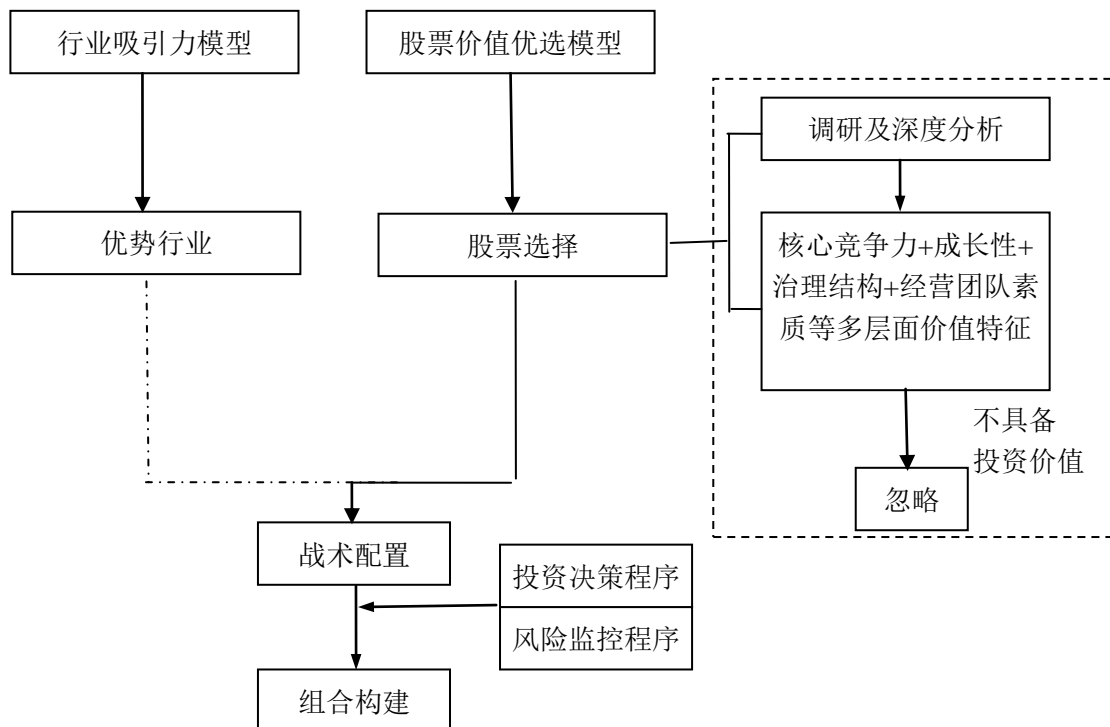 行业吸引力模型
股票价值优选模型
调研及深度分析
优势行业
股票选择
核心竞争力+成长性+
治理结构+经营团队素
质等多层面价值特征
不具备
投资价值
忽略
战术配置
投资决策程序
风险监控程序
组合构建